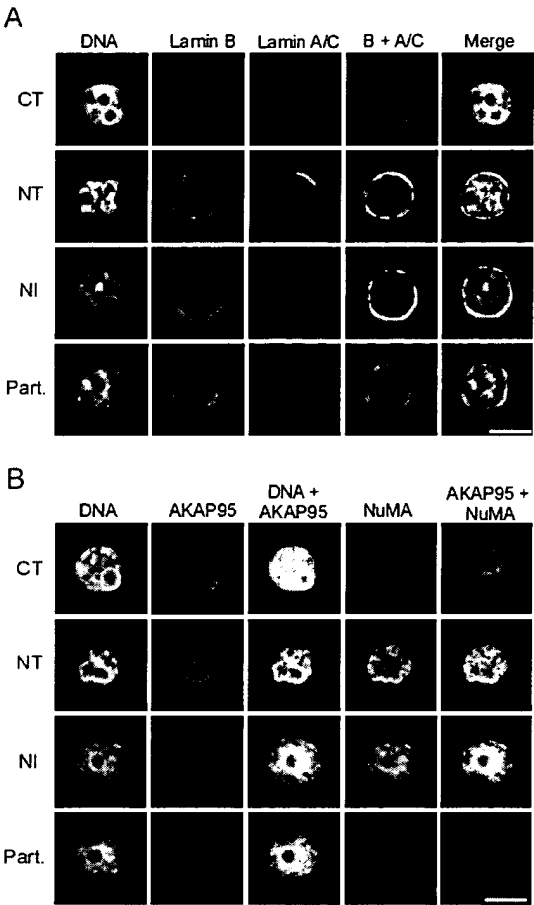 A
DNA Lamin B Lamin A/C B + A/C Merge
CT
NT
NI
Part.
B
DNA AKAP95 DNA + AKAP95 NuMA AKAP95 + NuMA
CT
NT
NI
Part.